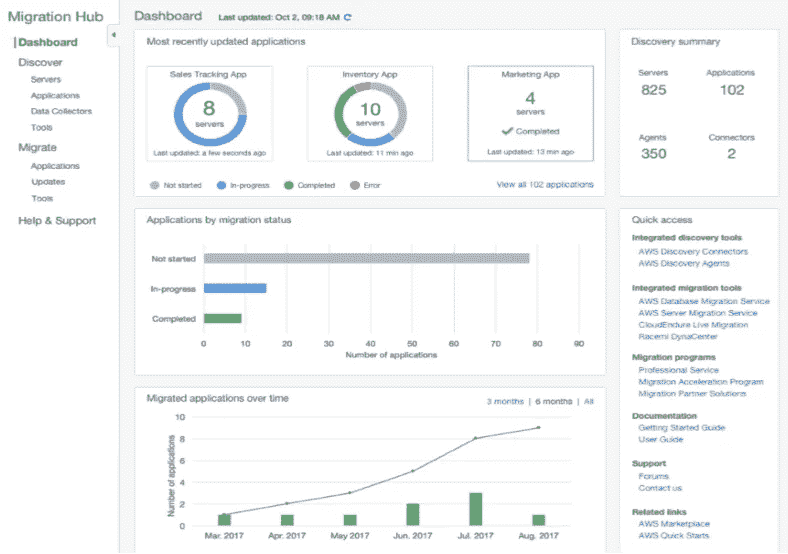 Migration Hub
Dashboard
Discover
Servers
Applications
Data Collectors
Tools
Migrate
Applications
Updates
Tools
Help & Support
Dashboard Last updated: Oct 2, 09:18 AM
Most recently updated applications
Sales Tracking App
8
servers
Last updated: a few seconds ago
Inventory App
10
servers
Last updated: 11 min ago
Marketing App
4
servers
Completed
Last updated: 13 min ago
Not started In-progress Completed Error
View all 102 applications
Discovery summary
Servers Applications
825 102
Agents Connectors
350 2
Applications by migration status
Not started
In-progress
Completed
0 10 20 30 40 50 60 70 80 90
Number of applications
Migrated applications over time
3 months | 6 months | All
Number of applications
10
8
6
4
2
0
Mar. 2017 Apr. 2017 May 2017 Jun. 2017 Jul. 2017 Aug. 2017
Quick access
Integrated discovery tools
AWS Discovery Connectors
AWS Discovery Agents
Integrated migration tools
AWS Database Migration Service
AWS Server Migration Service
CloudEndure Live Migration
Racemi DynaCenter
Migration programs
Professional Service
Migration Acceleration Program
Migration Partner Solutions
Documentation
Getting Started Guide
User Guide
Support
Forums
Contact us
Related links
AWS Marketplace
AWS Quick Starts